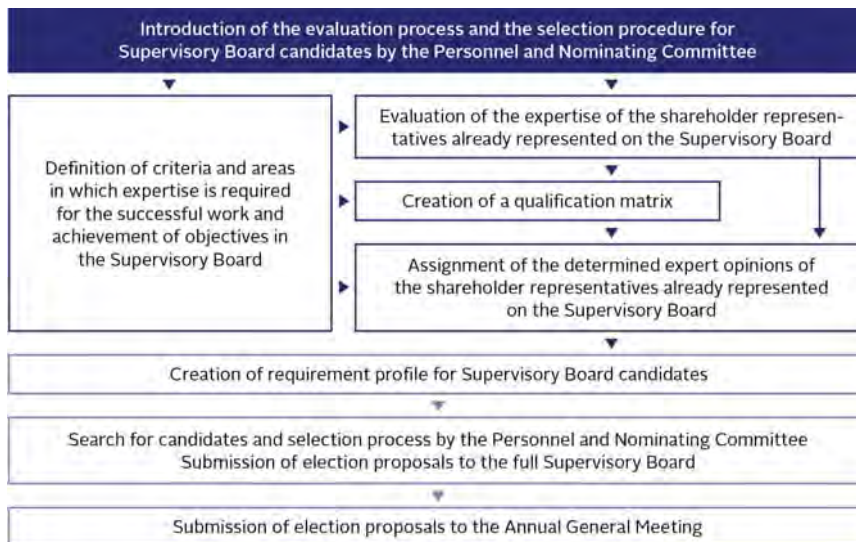 Introduction of the evaluation process and the selection procedure for
Supervisory Board candidates by the Personnel and Nominating Committee
Definition of criteria and areas
in which expertise is required
for the successful work and
achievement of objectives in
the Supervisory Board
Evaluation of the expertise of the shareholder represen-
tatives already represented on the Supervisory Board
Creation of a qualification matrix
Assignment of the determined expert opinions of
the shareholder representatives already represented
on the Supervisory Board
Creation of requirement profile for Supervisory Board candidates
Search for candidates and selection process by the Personnel and Nominating Committee
Submission of election proposals to the full Supervisory Board
Submission of election proposals to the Annual General Meeting